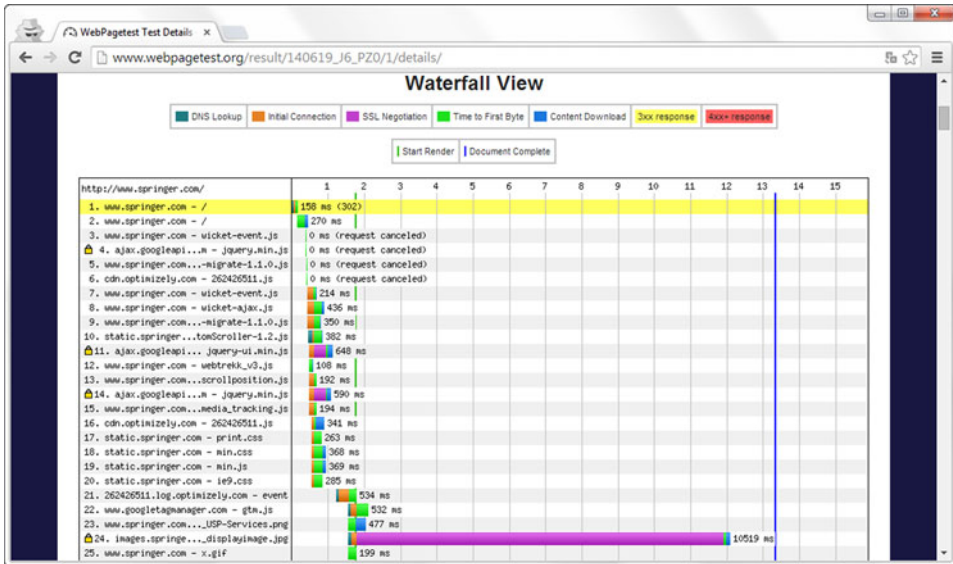 WebPagetest Test Details
www.webpagetest.org/result/140619_J6_PZ0/1/details/
Waterfall View
DNS Lookup Initial Connection SSL Negotiation Time to First Byte Content Download 3xx response 4xx+ response
Start Render Document Complete
http://www.springer.com/ 1 2 3 4 5 6 7 8 9 10 11 12 13 14 15
1. www.springer.com - / 158 ms (302)
2. www.springer.com - / 270 ms
3. www.springer.com - wicket-event.js 0 ms (request canceled)
4. ajax.googleapi...m - jquery.min.js 0 ms (request canceled)
5. www.springer.com...-migrate-1.1.0.js 0 ms (request canceled)
6. cdn.optimizely.com - 262426511.js 0 ms (request canceled)
7. www.springer.com - wicket-event.js 214 ms
8. www.springer.com - wicket-ajax.js 436 ms
9. www.springer.com...-migrate-1.1.0.js 350 ms
10. static.springer...tomScroller-1.2.js 382 ms
11. ajax.googleapi... jquery-ui.min.js 648 ms
12. www.springer.com - webtrekk_v3.js 108 ms
13. www.springer.com...scrollposition.js 192 ms
14. ajax.googleapi...m - jquery.min.js 590 ms
15. www.springer.com...media_tracking.js 194 ms
16. cdn.optimizely.com - 262426511.js 341 ms
17. static.springer.com - print.css 263 ms
18. static.springer.com - min.css 368 ms
19. static.springer.com - min.js 369 ms
20. static.springer.com - ie9.css 285 ms
21. 262426511.log.optimizely.com - event 534 ms
22. www.googletagmanager.com - gtm.js 532 ms
23. www.springer.com..._USP-Services.png 477 ms
24. images.springe..._displayimage.jpg 10519 ms
25. www.springer.com - x.gif 199 ms